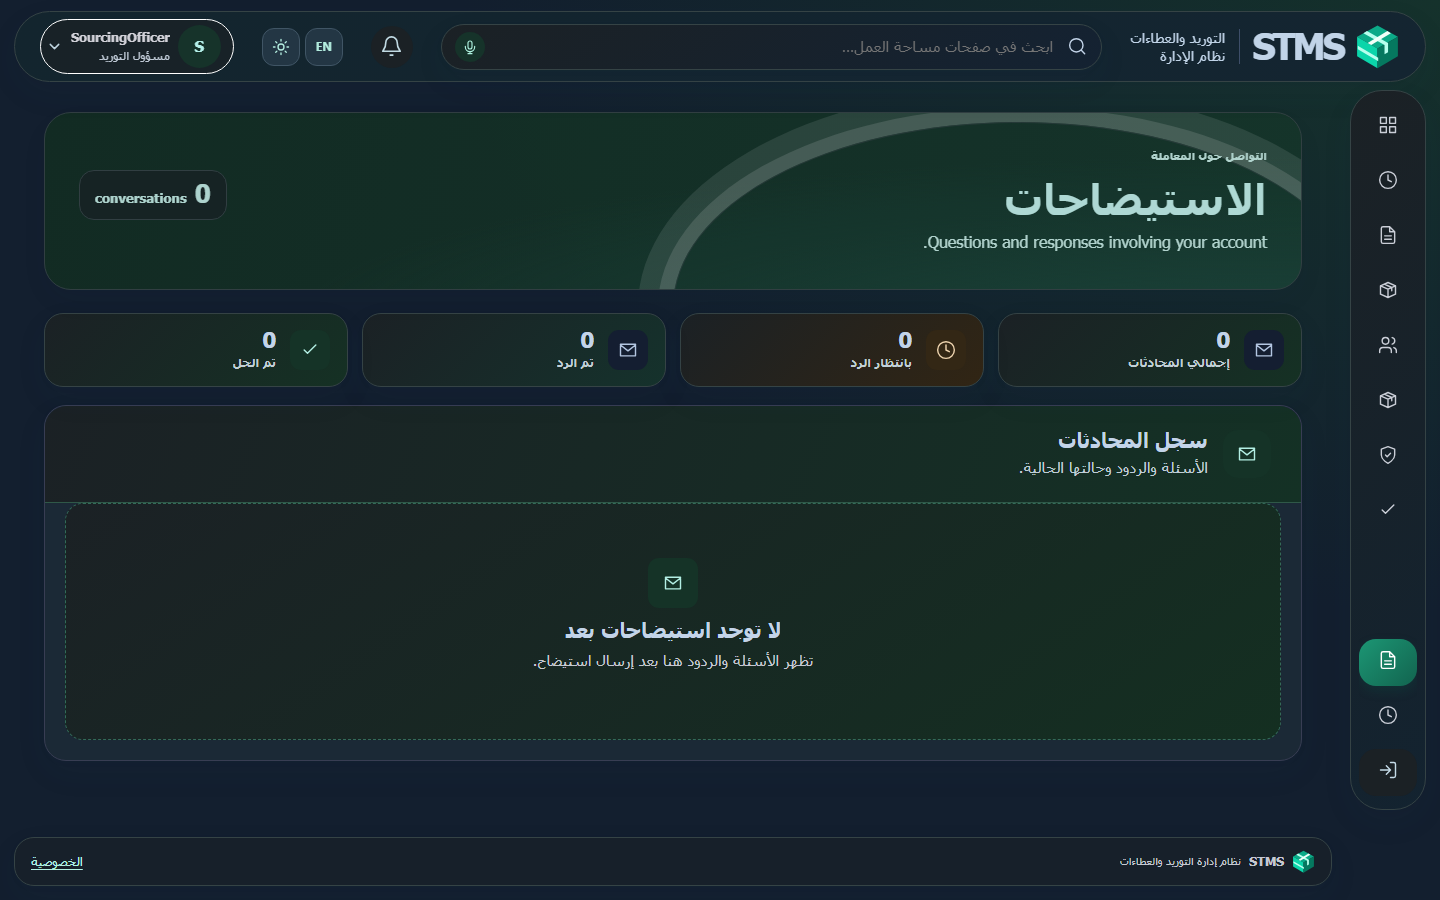 STMS
التوريد والعطاءات
نظام الإدارة
ابحث في صفحات مساحة العمل...
EN
S
SourcingOfficer
مسؤول التوريد
التواصل حول المعاملة
الاستيضاحات
Questions and responses involving your account.
0 conversations
0
إجمالي المحادثات
0
بانتظار الرد
0
تم الرد
0
تم الحل
سجل المحادثات
الأسئلة والردود وحالتها الحالية.
لا توجد استيضاحات بعد
تظهر الأسئلة والردود هنا بعد إرسال استيضاح.
STMS نظام إدارة التوريد والعطاءات
الخصوصية